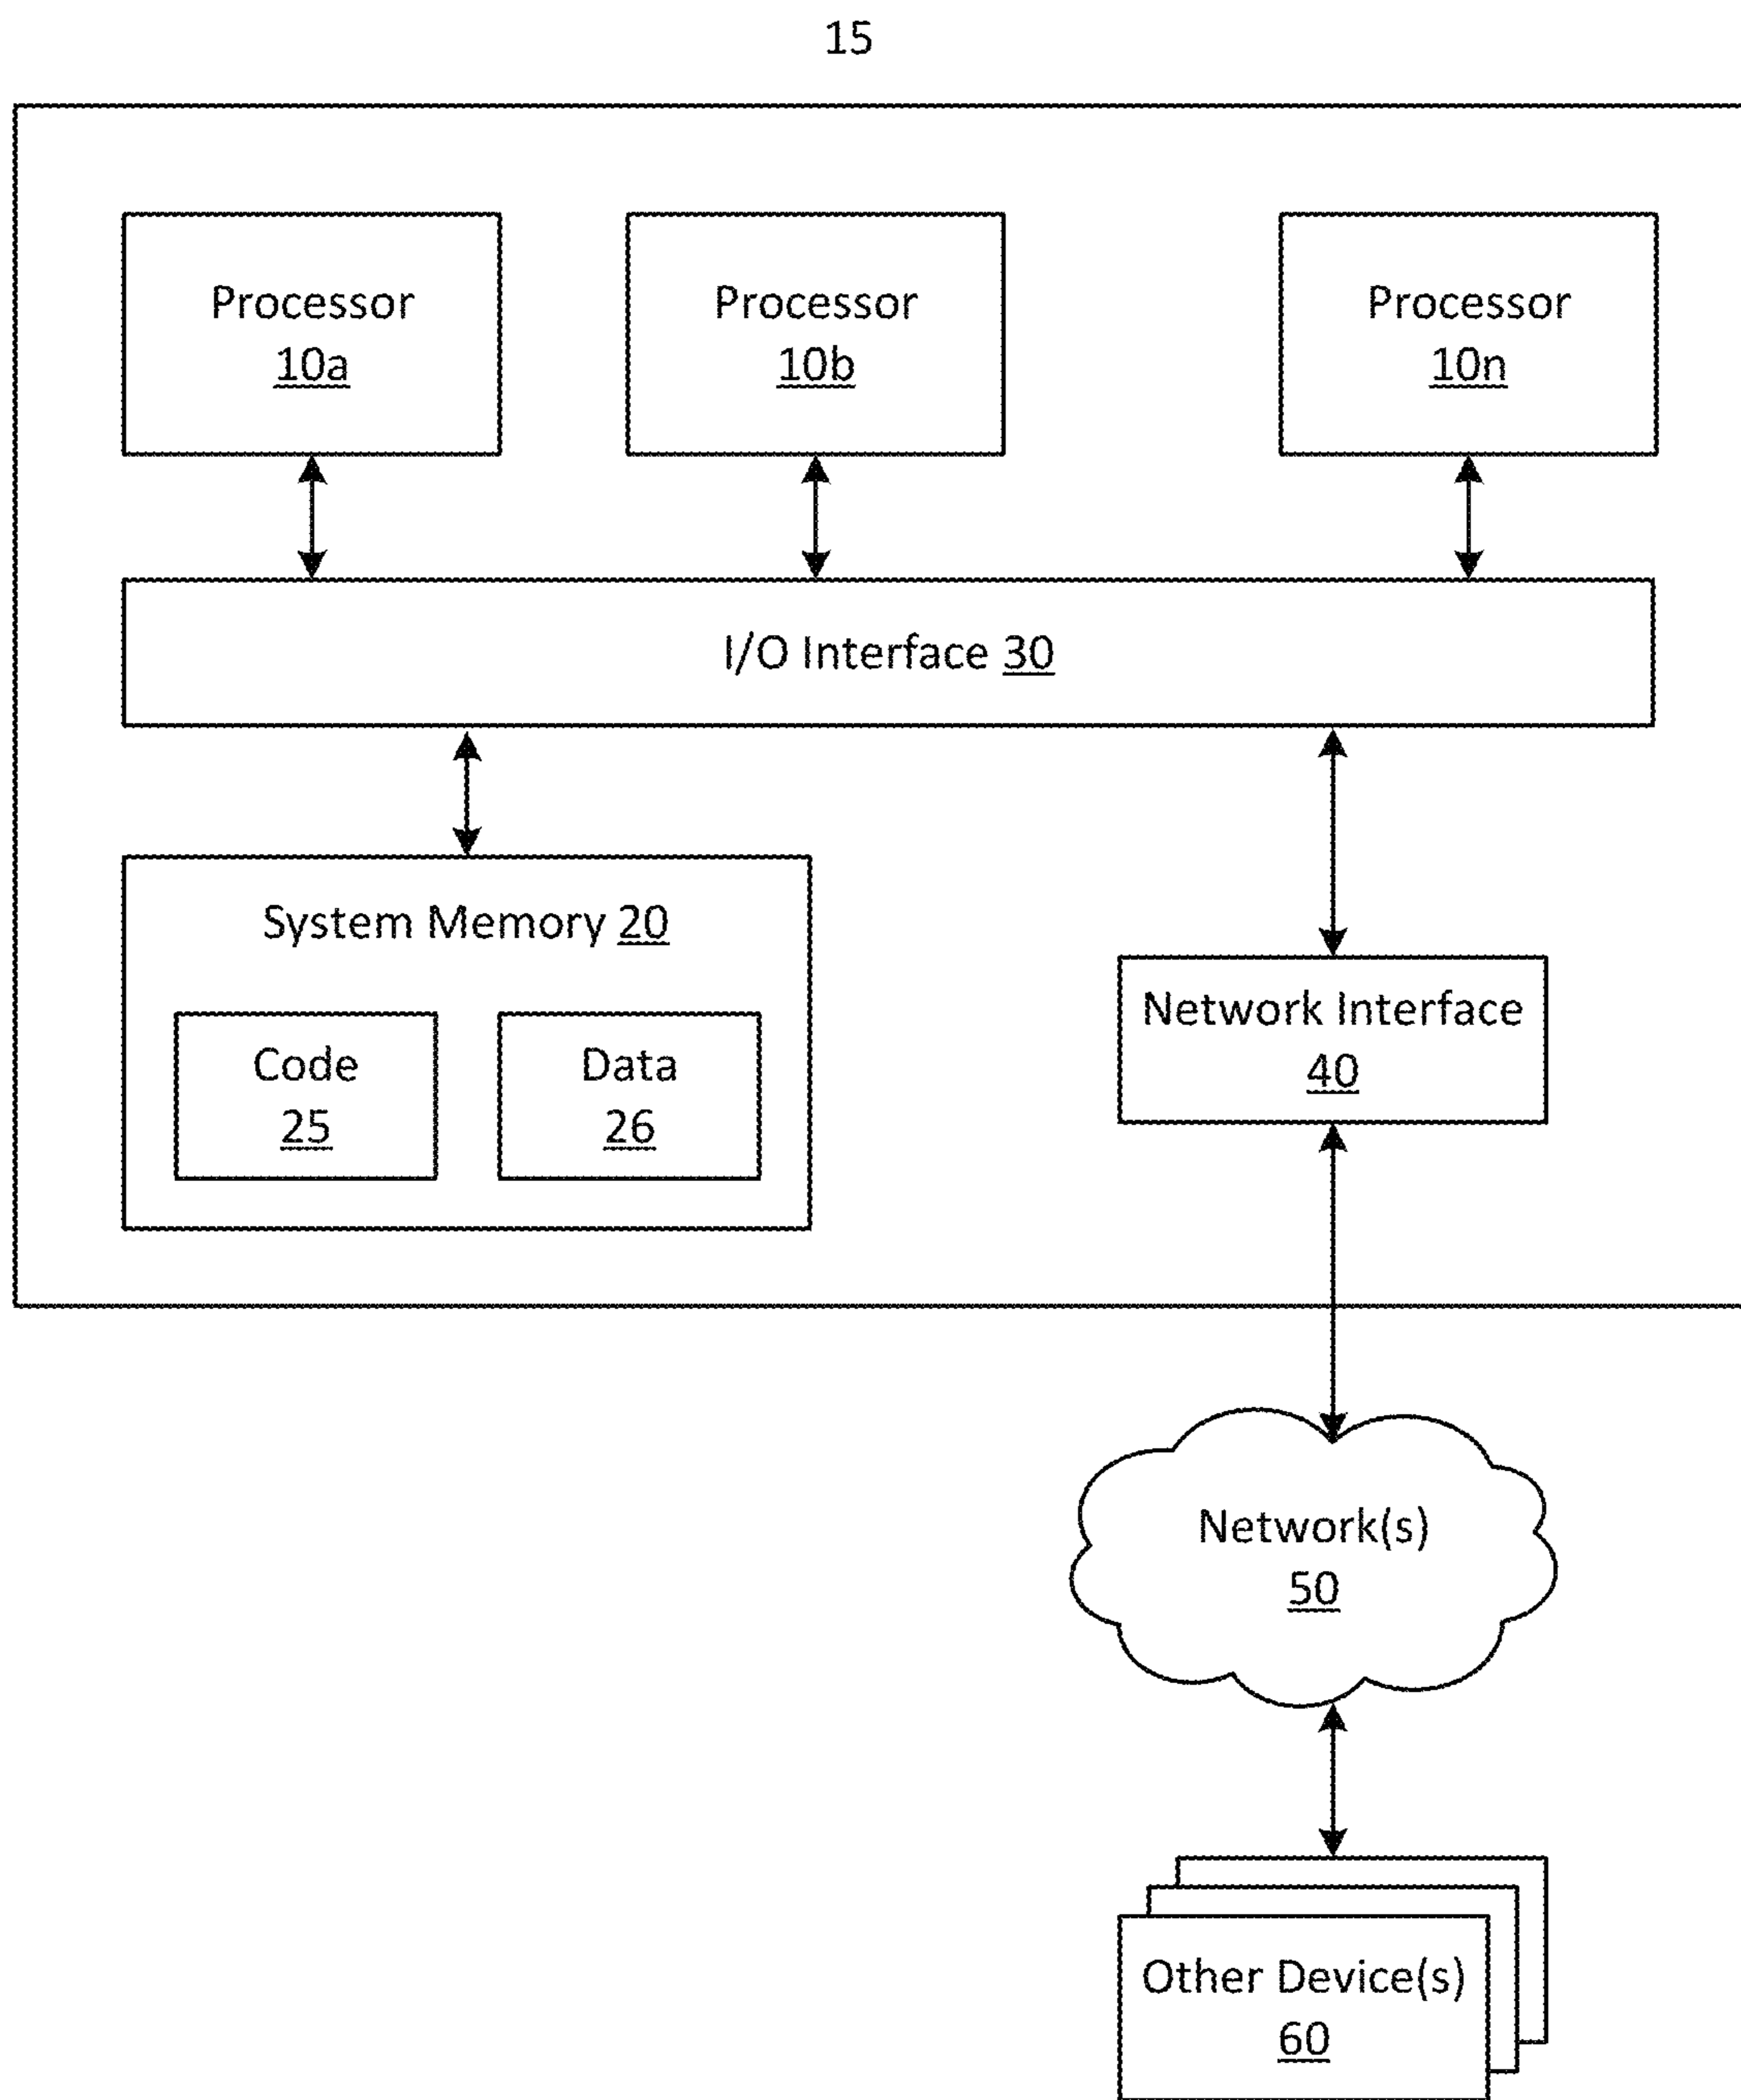 15
Processor
10a
Processor
10b
Processor
10n
I/O Interface 30
System Memory 20
Code
25
Data
26
Network Interface
40
Network(s)
50
Other Device(s)
60